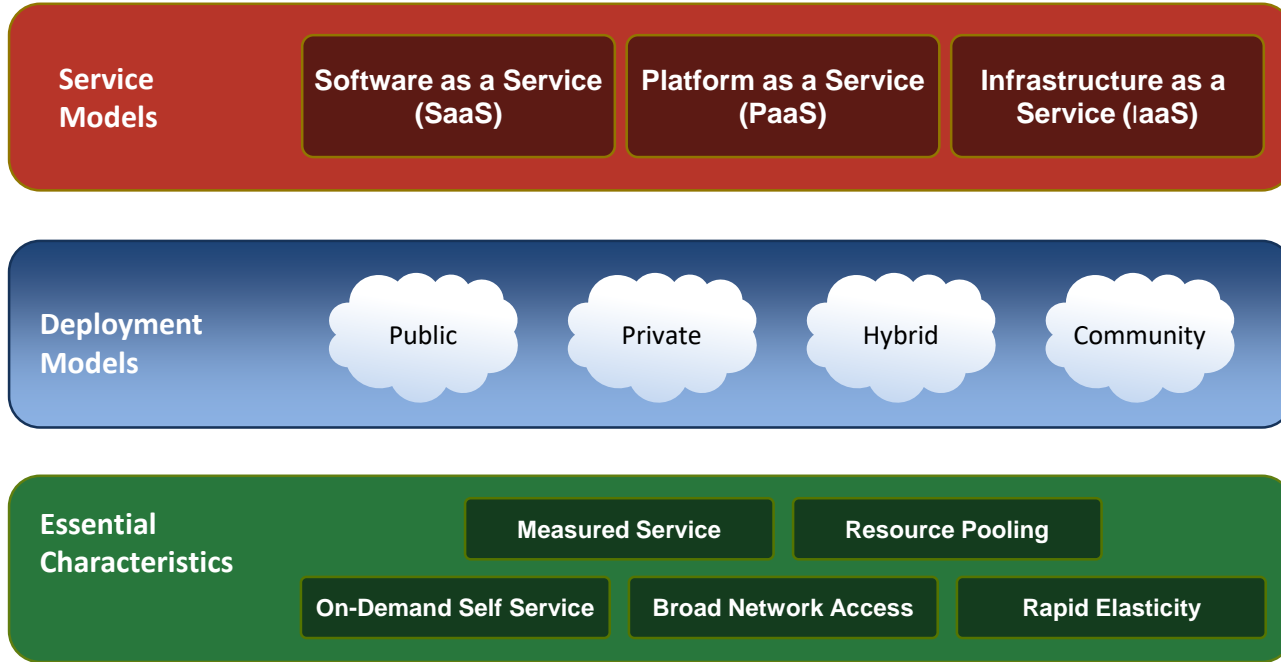 Service
Models
Software as a Service
(SaaS)
Platform as a Service
(PaaS)
Infrastructure as a
Service (IaaS)
Deployment
Models
Public
Private
Hybrid
Community
Essential
Characteristics
Measured Service
Resource Pooling
On-Demand Self Service
Broad Network Access
Rapid Elasticity